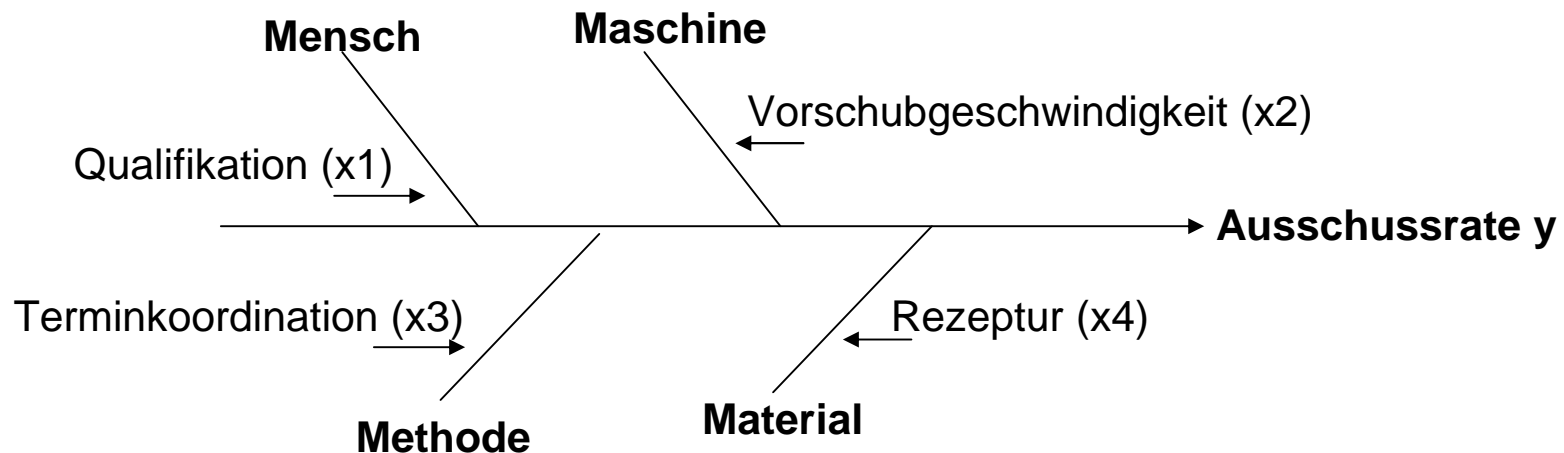 Mensch
Maschine
Vorschubgeschwindigkeit (x2)
Qualifikation (x1)
Ausschussrate y
Terminkoordination (x3)
Rezeptur (x4)
Methode
Material